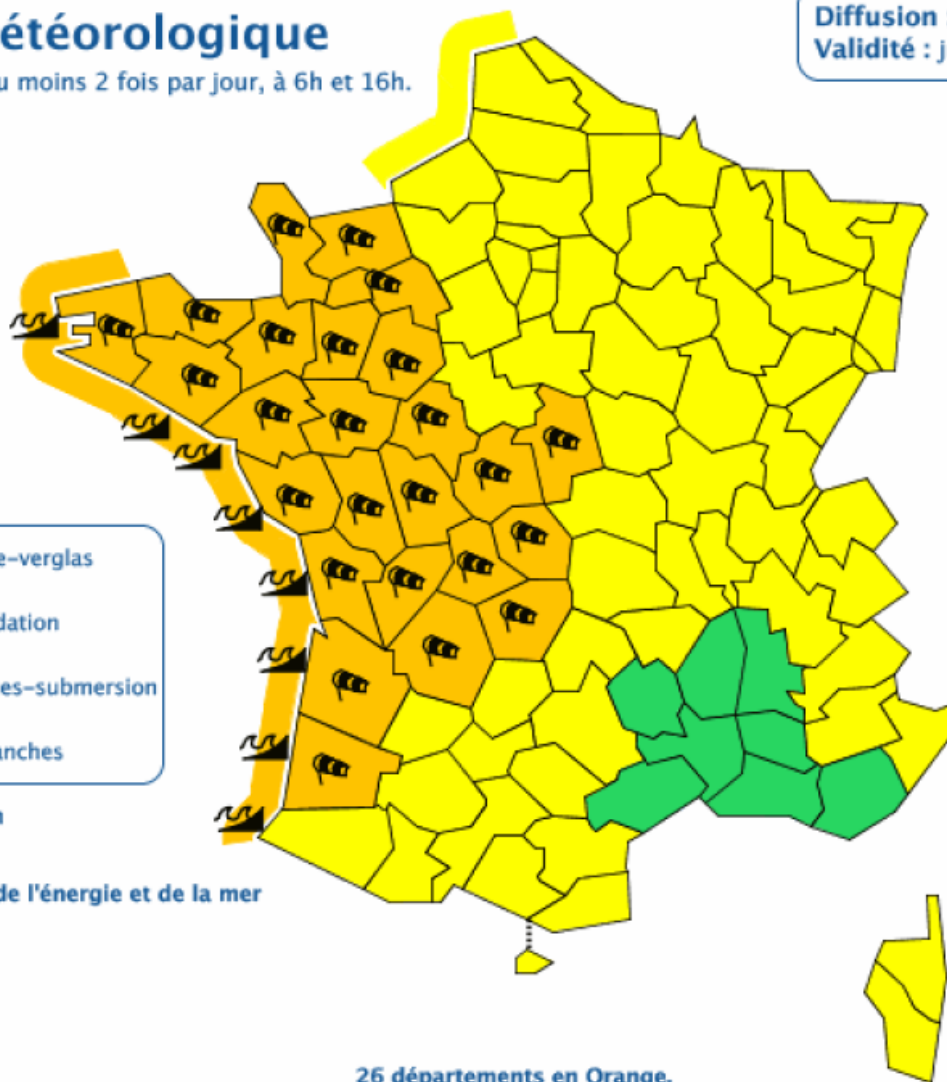 étéorologique
u moins 2 fois par jour, à 6h et 16h.
Diffusion :
Validité : j
e-verglas
dation
es-submersion
anches
n
de l'énergie et de la mer
26 départements en Orange.